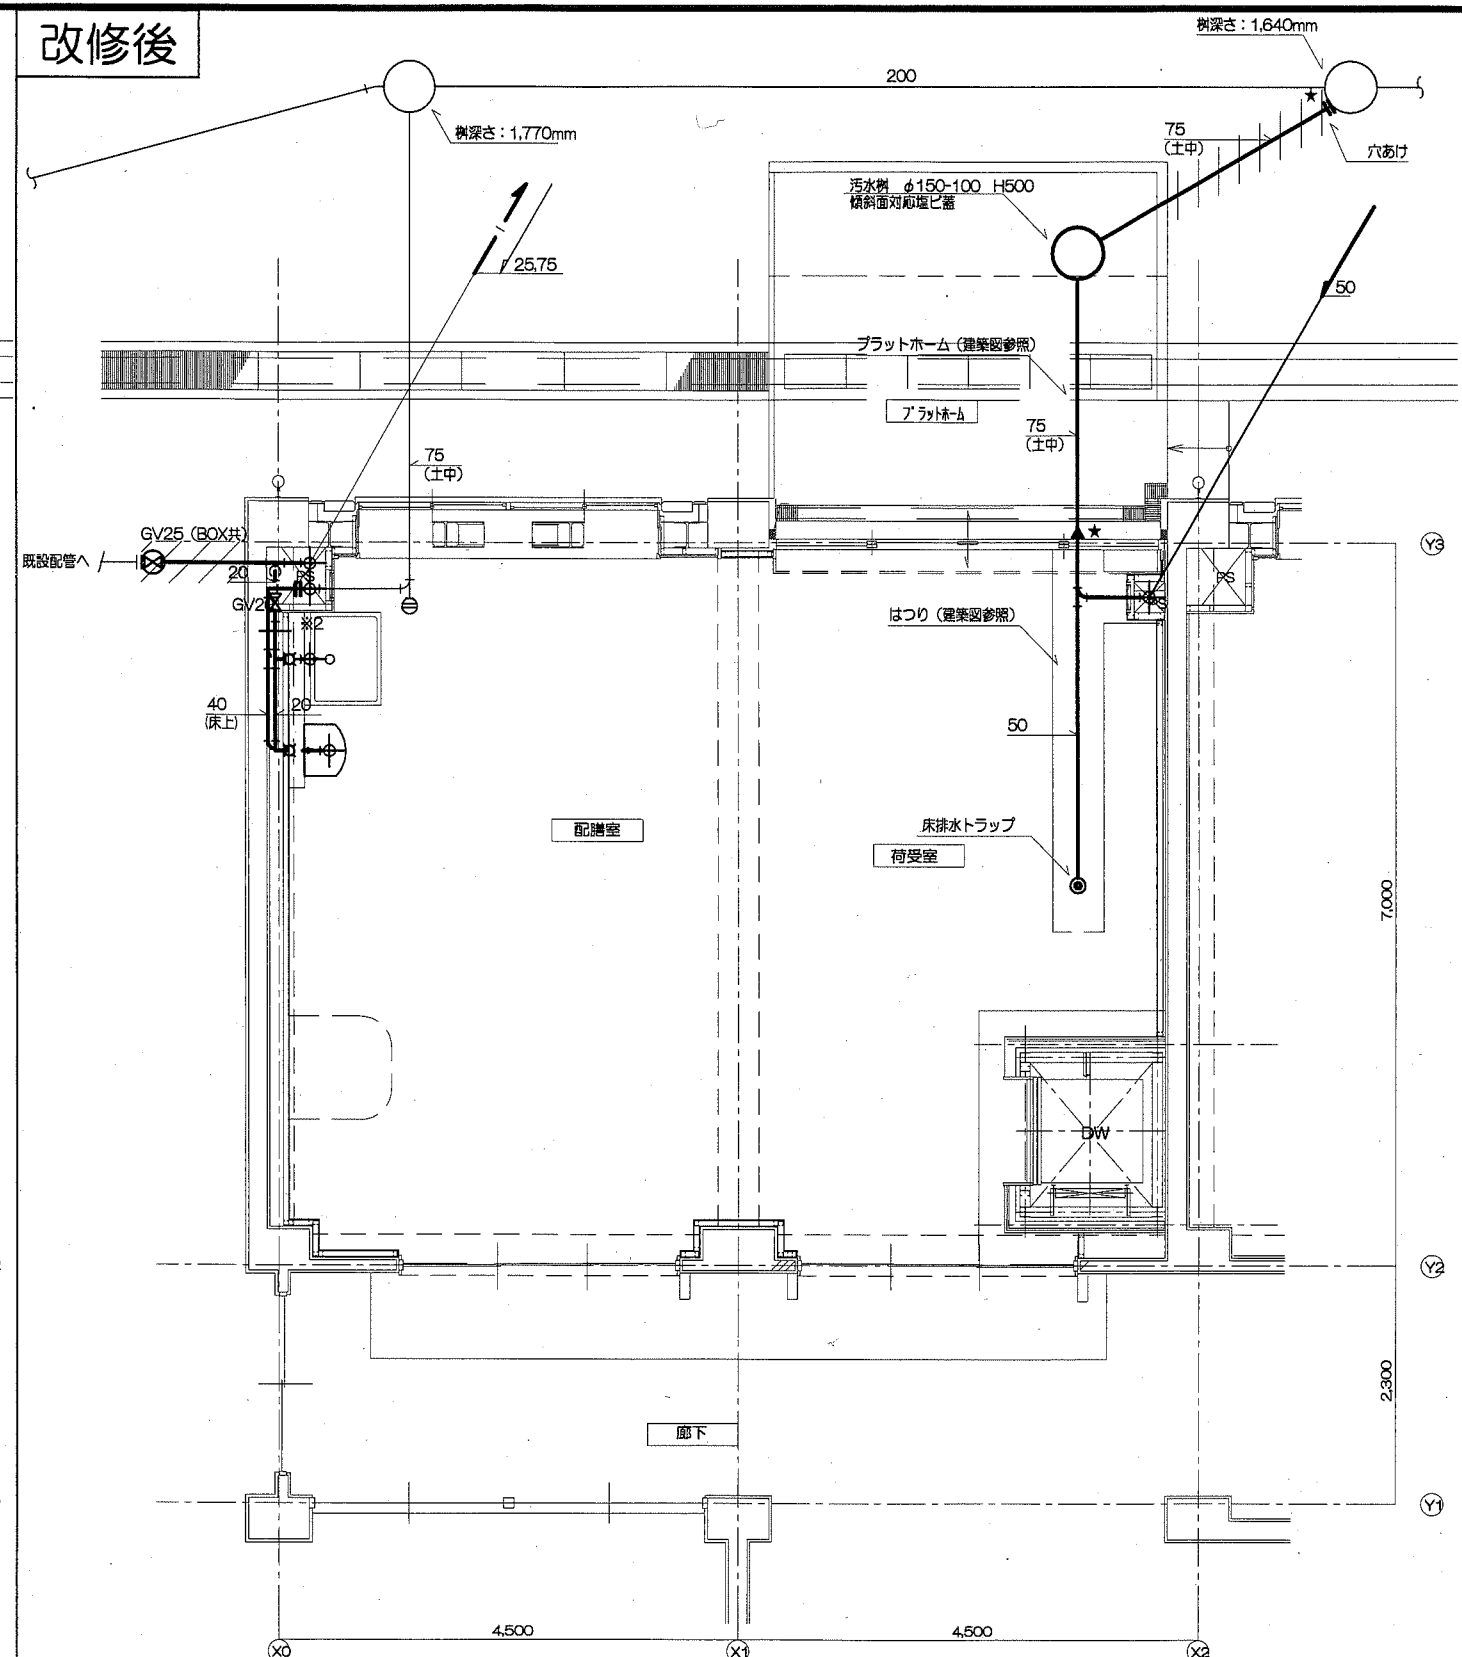 改修後
桝深さ：1,640mm
200
桝深さ：1,770mm
★
75
(土中)
穴あけ
汚水桝 φ150-100 H500
傾斜面対応塩ビ蓋
25,75
50
プラットホーム（建築図参照）
プラットホーム
75
(土中)
75
(土中)
GV25（BOX共）
★
Y3
既設配管へ
20
PS
PS
GV2
※2
はつり（建築図参照）
40
(床上)
20
50
配膳室
床排水トラップ
荷受室
7,000
DW
Y2
2,300
廊下
Y1
4,500
4,500
X0
X1
X2